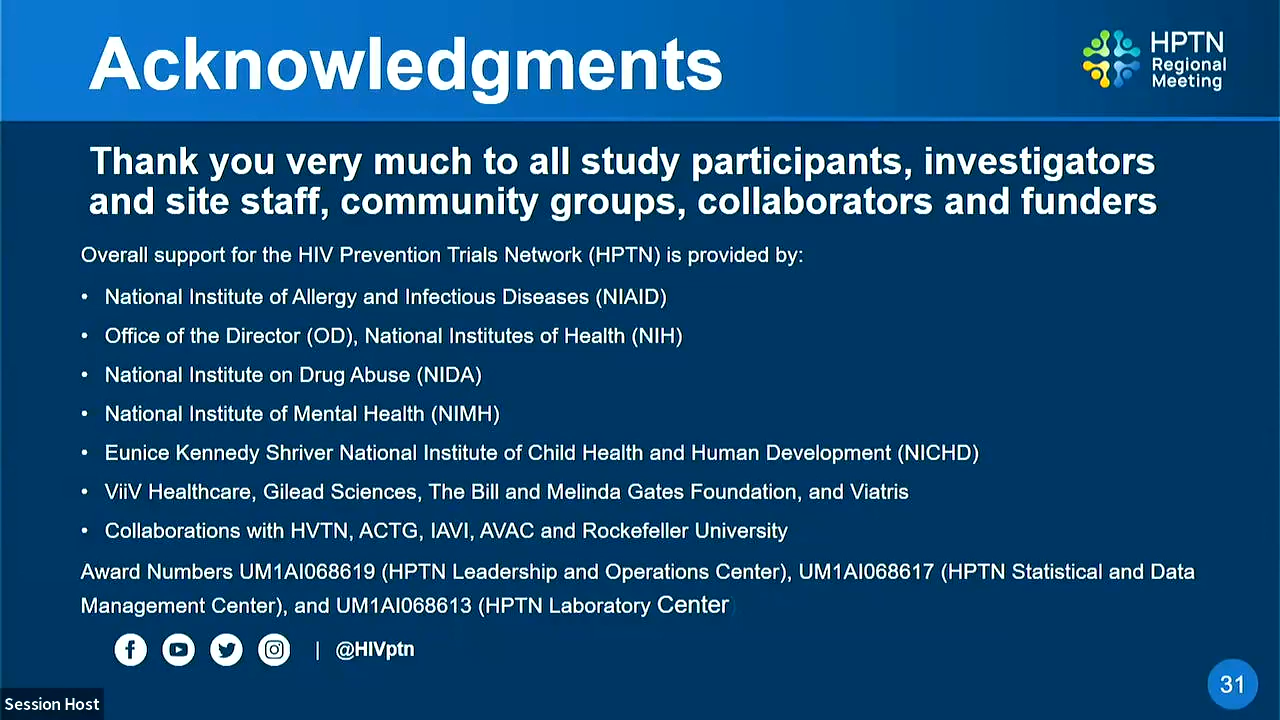 Acknowledgments
HPTN
Regional
Meeting
Thank you very much to all study participants, investigators
and site staff, community groups, collaborators and funders
Overall support for the HIV Prevention Trials Network (HPTN) is provided by:
• National Institute of Allergy and Infectious Diseases (NIAID)
• Office of the Director (OD), National Institutes of Health (NIH)
• National Institute on Drug Abuse (NIDA)
• National Institute of Mental Health (NIMH)
• Eunice Kennedy Shriver National Institute of Child Health and Human Development (NICHD)
• ViiV Healthcare, Gilead Sciences, The Bill and Melinda Gates Foundation, and Viatris
• Collaborations with HVTN, ACTG, IAVI, AVAC and Rockefeller University
Award Numbers UM1AI068619 (HPTN Leadership and Operations Center), UM1AI068617 (HPTN Statistical and Data
Management Center), and UM1AI068613 (HPTN Laboratory Center)
| @HIVptn
31
Session Host